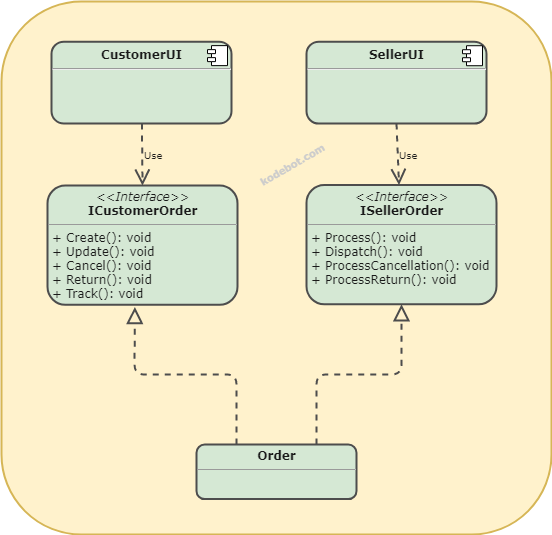 CustomerUI
SellerUI
Use
Use
kodebot.com
<<Interface>>
ICustomerOrder
+ Create(): void
+ Update(): void
+ Cancel(): void
+ Return(): void
+ Track(): void
<<Interface>>
ISellerOrder
+ Process(): void
+ Dispatch(): void
+ ProcessCancellation(): void
+ ProcessReturn(): void
Order